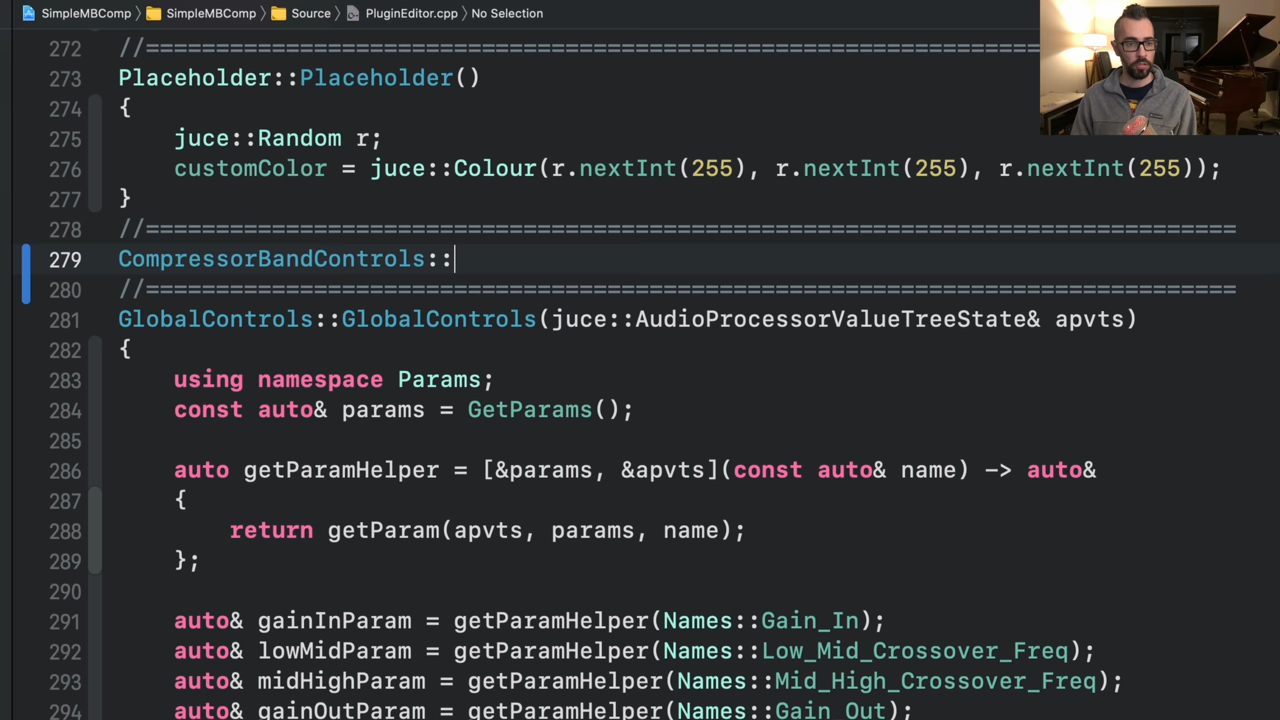 SimpleMBComp > SimpleMBComp > Source > PluginEditor.cpp > No Selection
272 //==============================================================================
273 Placeholder::Placeholder()
274 {
275 juce::Random r;
276 customColor = juce::Colour(r.nextInt(255), r.nextInt(255), r.nextInt(255));
277 }
278 //==============================================================================
279 CompressorBandControls::
280 //==============================================================================
281 GlobalControls::GlobalControls(juce::AudioProcessorValueTreeState& apvts)
282 {
283 using namespace Params;
284 const auto& params = GetParams();
285
286 auto getParamHelper = [&params, &apvts](const auto& name) -> auto&
287 {
288 return getParam(apvts, params, name);
289 };
290
291 auto& gainInParam = getParamHelper(Names::Gain_In);
292 auto& lowMidParam = getParamHelper(Names::Low_Mid_Crossover_Freq);
293 auto& midHighParam = getParamHelper(Names::Mid_High_Crossover_Freq);
294 auto& gainOutParam = getParamHelper(Names::Gain_Out);